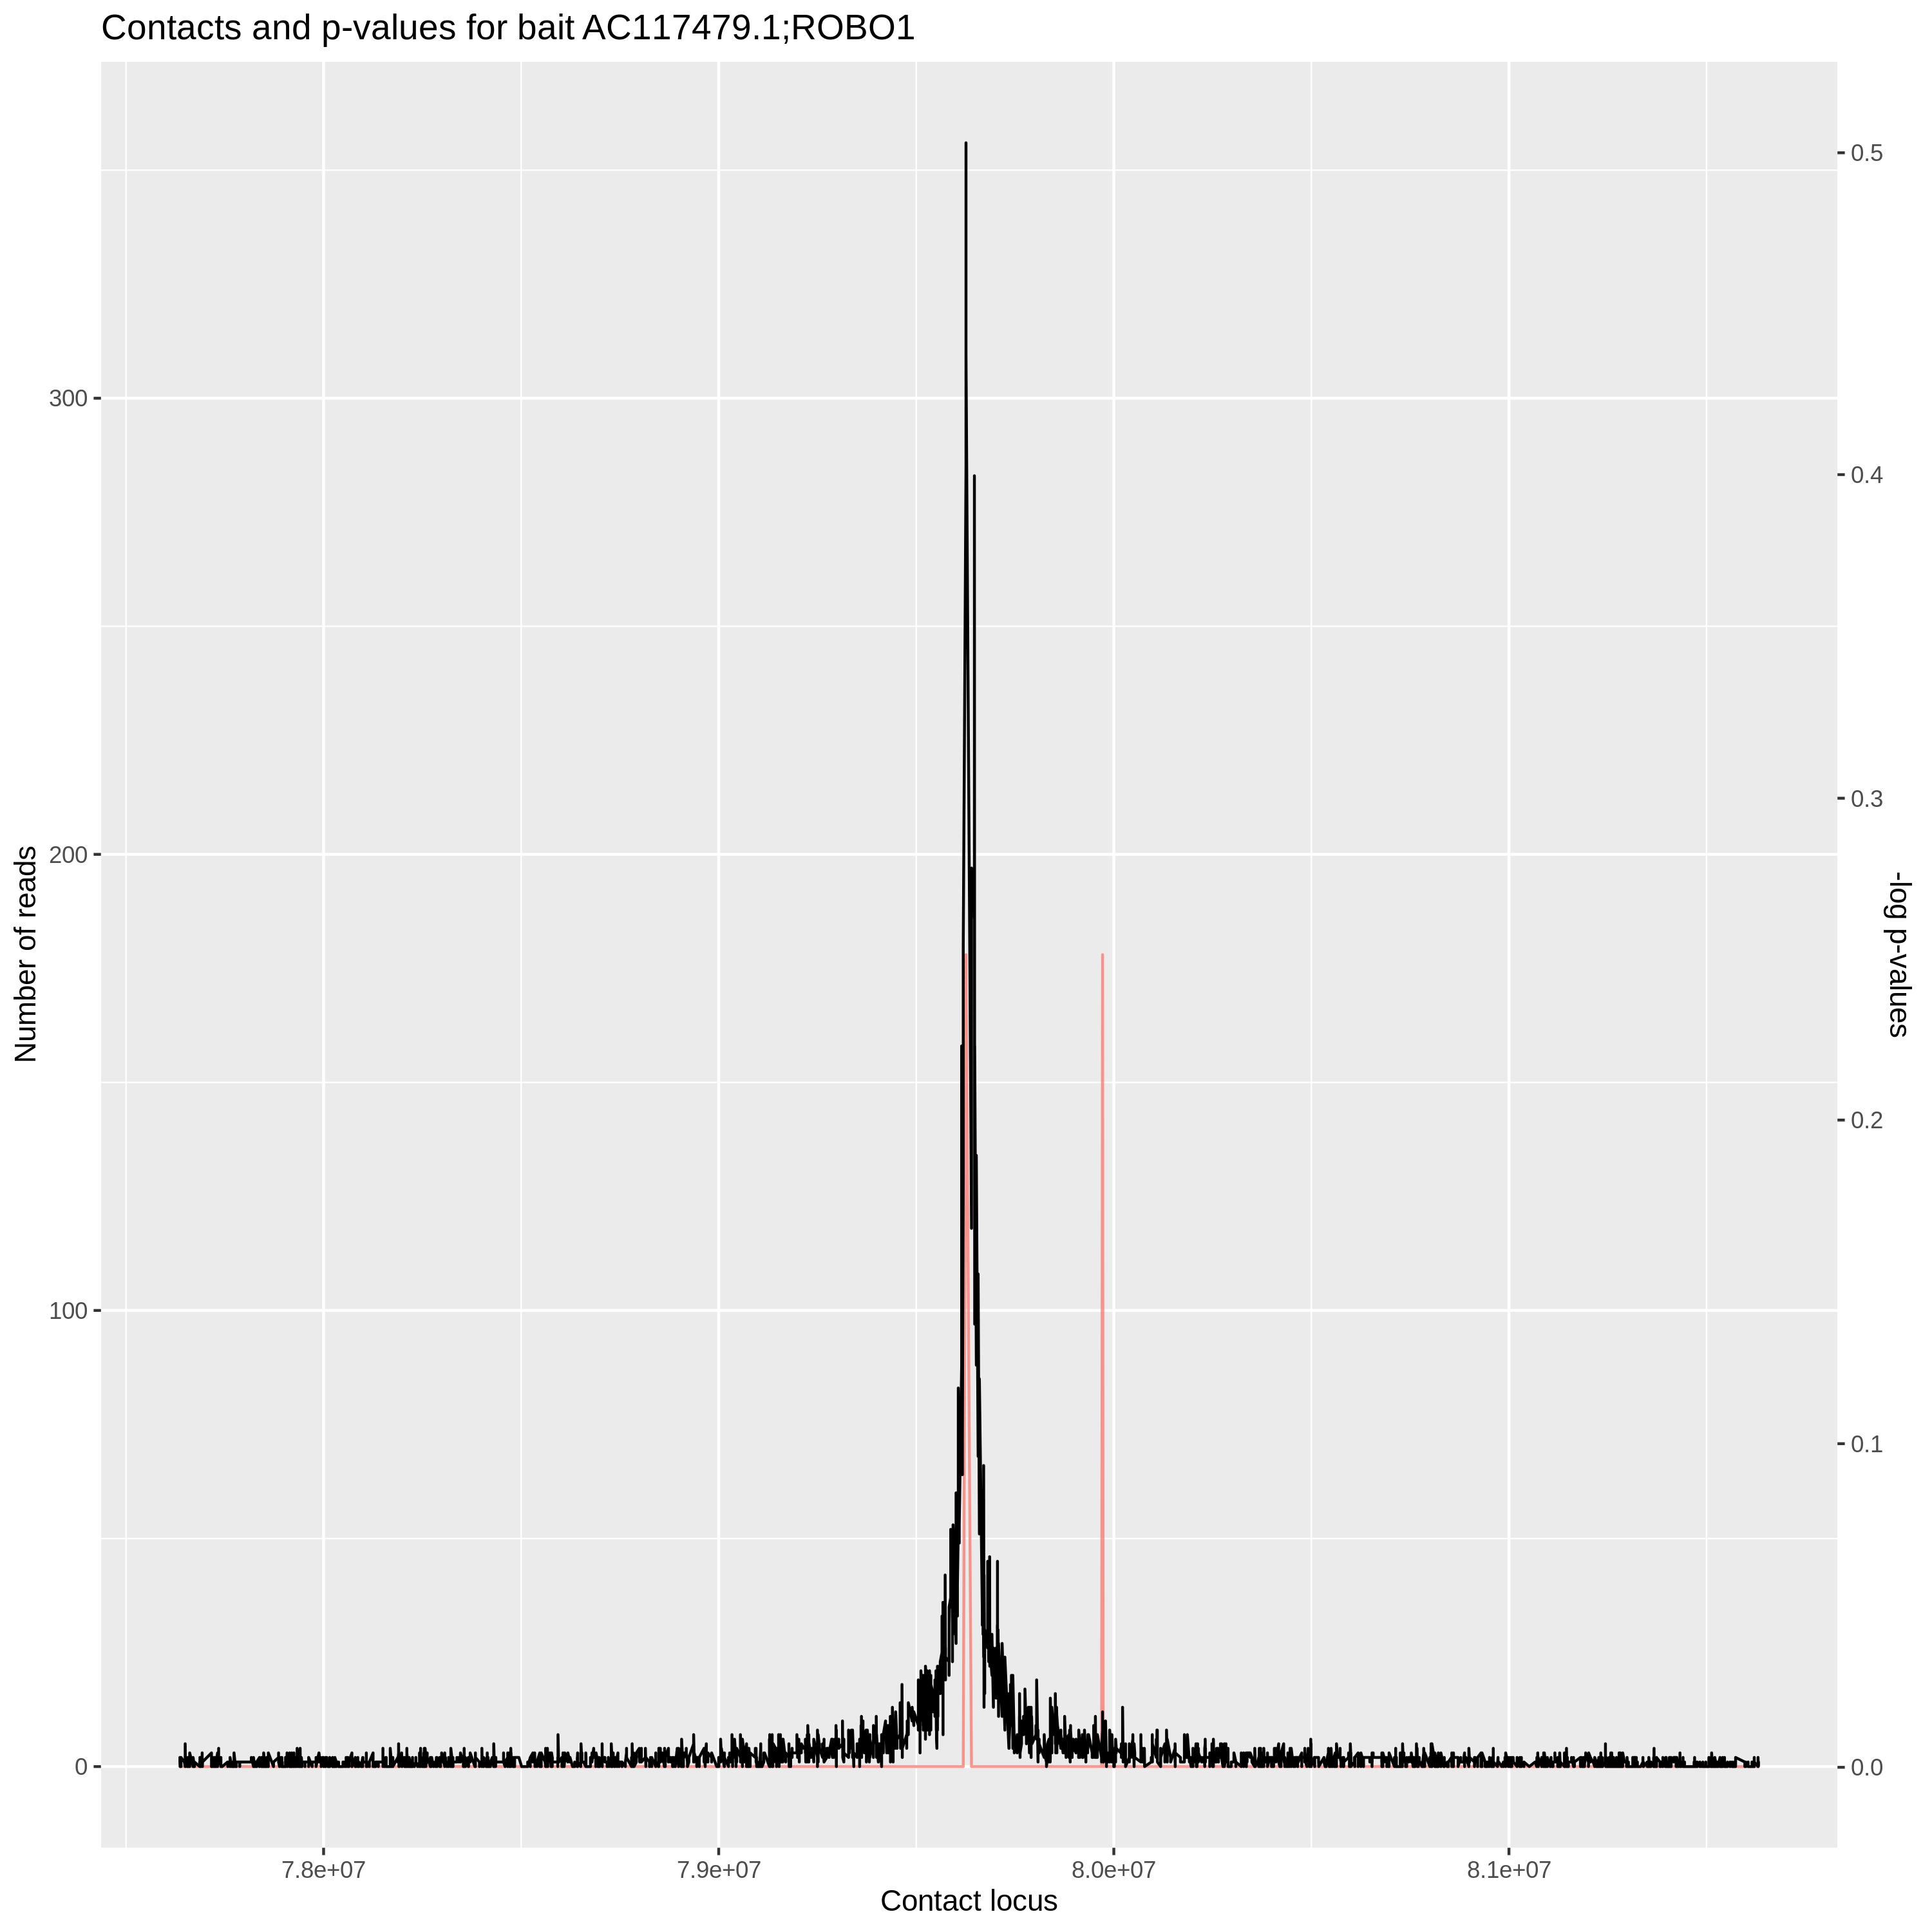 Contacts and p-values for bait AC117479.1;ROBO1
Number of reads
300
200
100
0
0.5
0.4
0.3
0.2
0.1
0.0
-log p-values
7.8e+07 7.9e+07 8.0e+07 8.1e+07
Contact locus